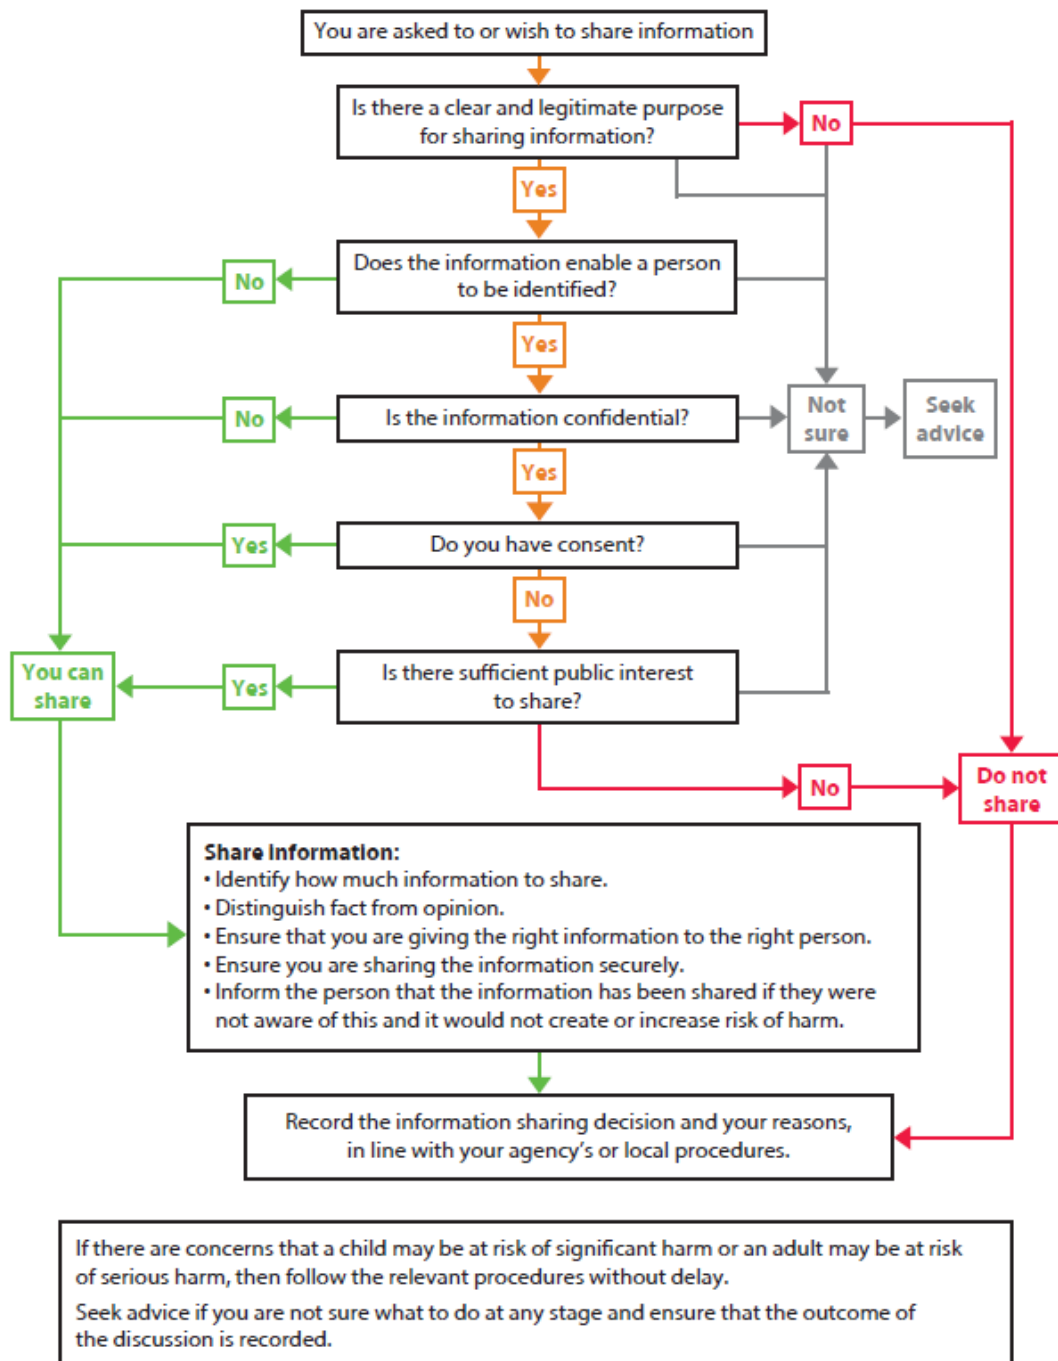 You are asked to or wish to share information
Is there a clear and legitimate purpose
for sharing information?
No
Yes
Does the information enable a person
to be identified?
No
Yes
Is the information confidential?
No
Not
sure
Seek
advice
Yes
Do you have consent?
Yes
No
Is there sufficient public interest
to share?
Yes
You can
share
No
Do not
share
Share information:
• Identify how much information to share.
• Distinguish fact from opinion.
• Ensure that you are giving the right information to the right person.
• Ensure you are sharing the information securely.
• Inform the person that the information has been shared if they were
not aware of this and it would not create or increase risk of harm.
Record the information sharing decision and your reasons,
in line with your agency's or local procedures.
If there are concerns that a child may be at risk of significant harm or an adult may be at risk
of serious harm, then follow the relevant procedures without delay.
Seek advice if you are not sure what to do at any stage and ensure that the outcome of
the discussion is recorded.